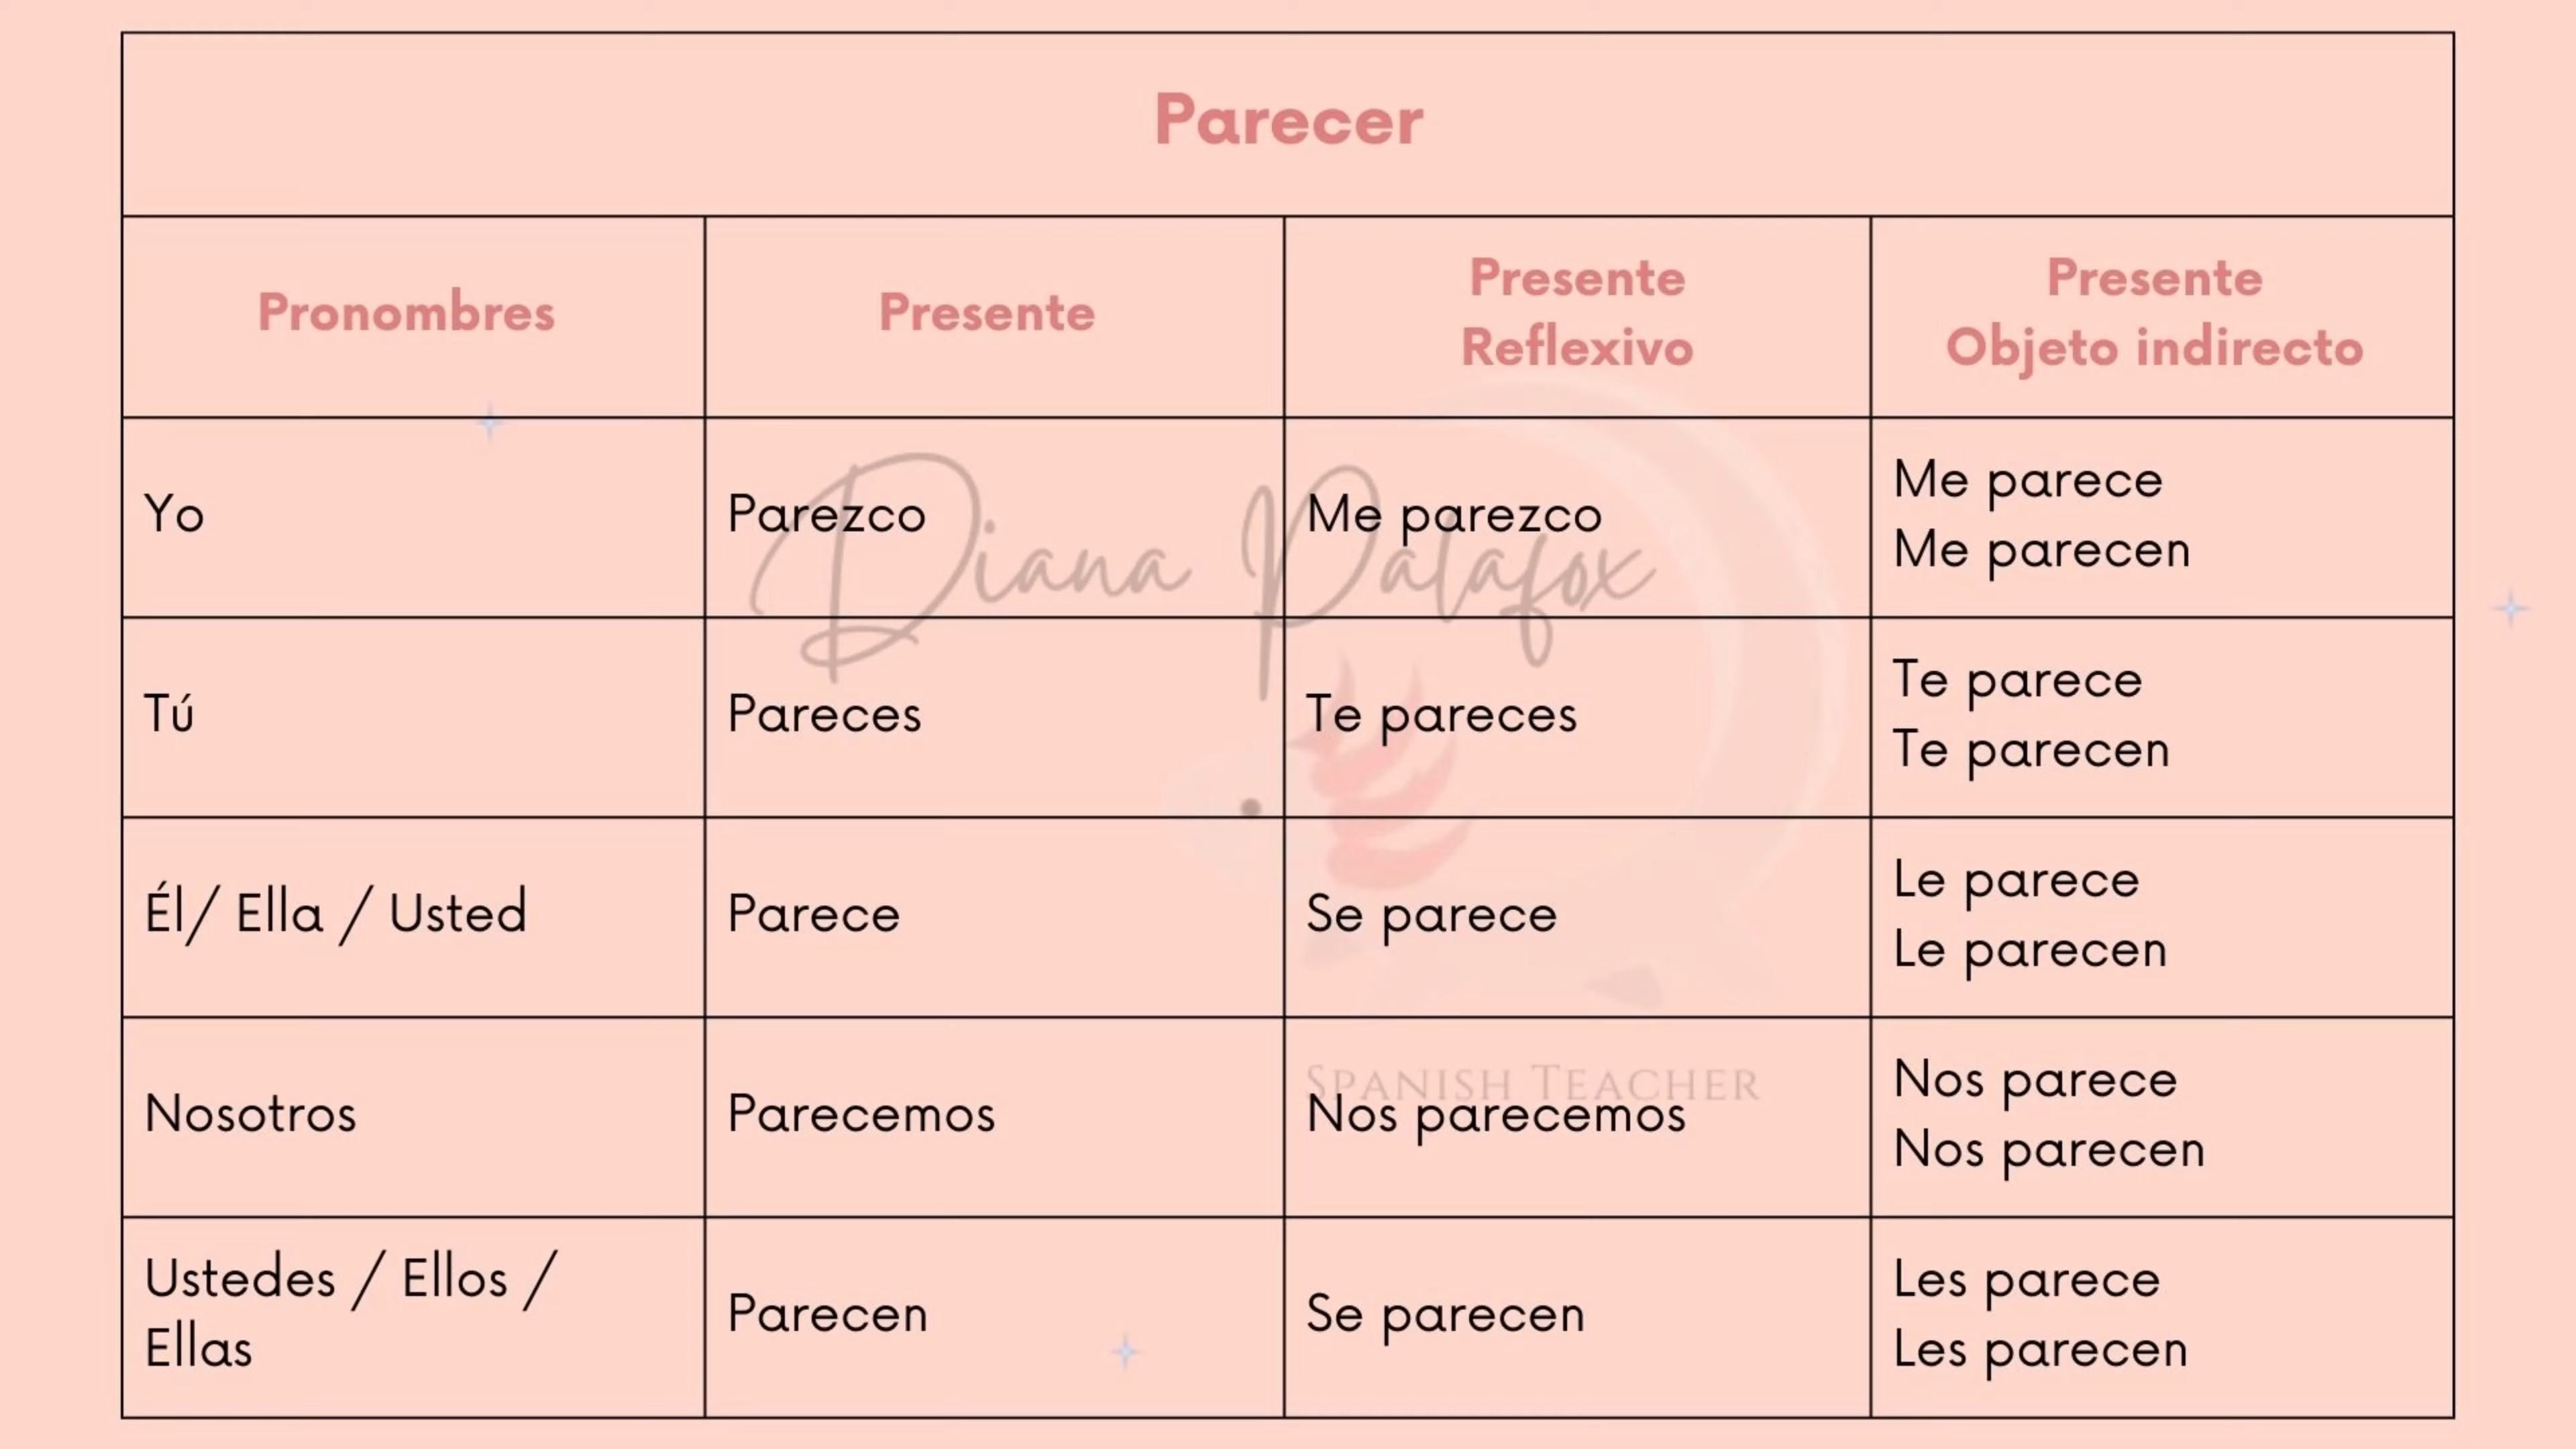 Parecer
Pronombres
Presente
Presente
Reflexivo
Presente
Objeto indirecto
Yo
Parezco
Me parezco
Me parece
Me parecen
Tú
Pareces
Te pareces
Te parece
Te parecen
Él/ Ella / Usted
Parece
Se parece
Le parece
Le parecen
Nosotros
Parecemos
Nos parecemos
Nos parece
Nos parecen
Ustedes / Ellos /
Ellas
Parecen
Se parecen
Les parece
Les parecen
Diana Palafox
Spanish Teacher